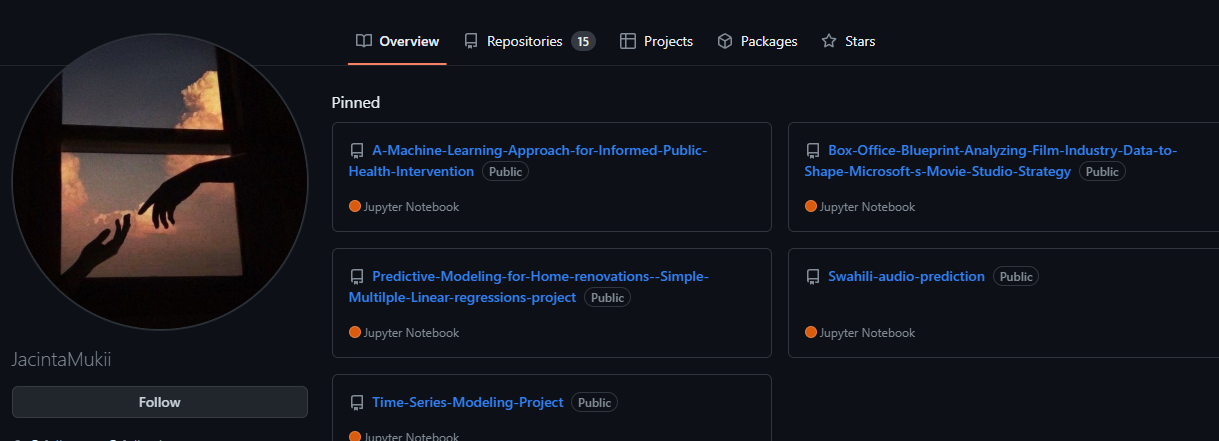 Overview
Repositories 15
Projects
Packages
Stars
Pinned
A-Machine-Learning-Approach-for-Informed-Public-
Health-Intervention Public
Jupyter Notebook
Box-Office-Blueprint-Analyzing-Film-Industry-Data-to-
Shape-Microsoft-s-Movie-Studio-Strategy Public
Jupyter Notebook
Predictive-Modeling-for-Home-renovations--Simple-
Multilple-Linear-regressions-project Public
Jupyter Notebook
Swahili-audio-prediction Public
Jupyter Notebook
Time-Series-Modeling-Project Public
Jupyter Notebook
JacintaMukii
Follow